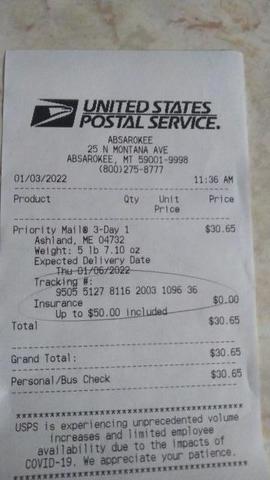 UNITED STATES
POSTAL SERVICE.
ABSAROKEE
25 N MONTANA AVE
ABSAROKEE, MT 59001-9998
(800)275-8777
01/03/2022 11:36 AM
Product Qty Unit Price
Price
Priority Mail® 3-Day 1 $30.65
Ashland, ME 04732
Weight: 5 lb 7.10 oz
Expected Delivery Date
Thu 01/06/2022
Tracking #:
9505 5127 8116 2003 1096 36
Insurance $0.00
Up to $50.00 included
Total $30.65
Grand Total: $30.65
Personal/Bus Check $30.65
USPS is experiencing unprecedented volume
increases and limited employee
availability due to the impacts of
COVID-19. We appreciate your patience.